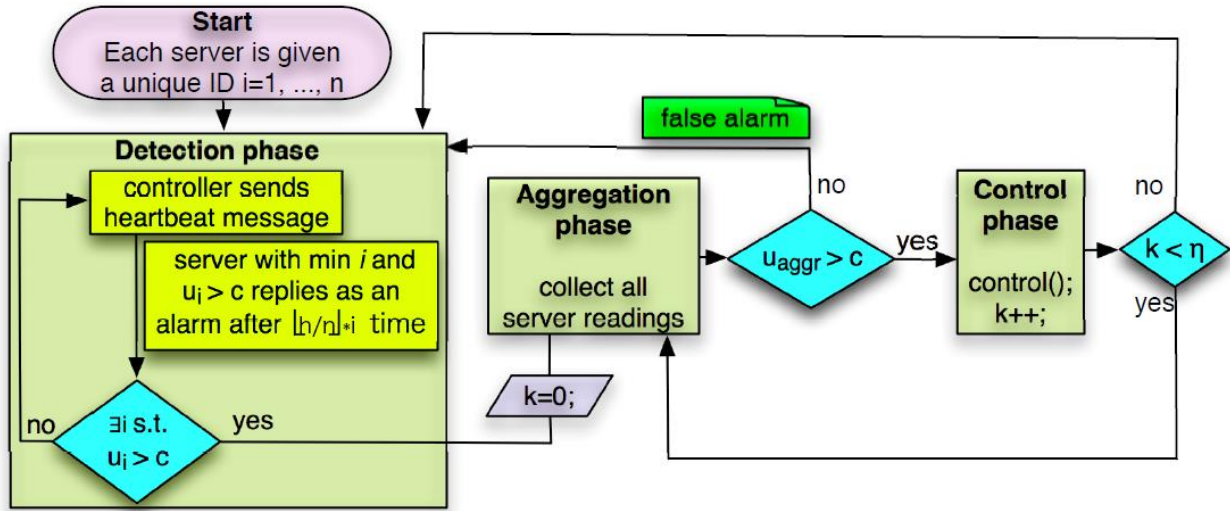 Start
Each server is given
a unique ID i=1, ..., n
Detection phase
controller sends
heartbeat message
server with min i and
uᵢ > c replies as an
alarm after ⌊h/η⌋*i time
∃i s.t.
uᵢ > c
no
yes
k=0;
Aggregation
phase
collect all
server readings
false alarm
no
u_aggr > c
yes
Control
phase
control();
k++;
no
k < η
yes